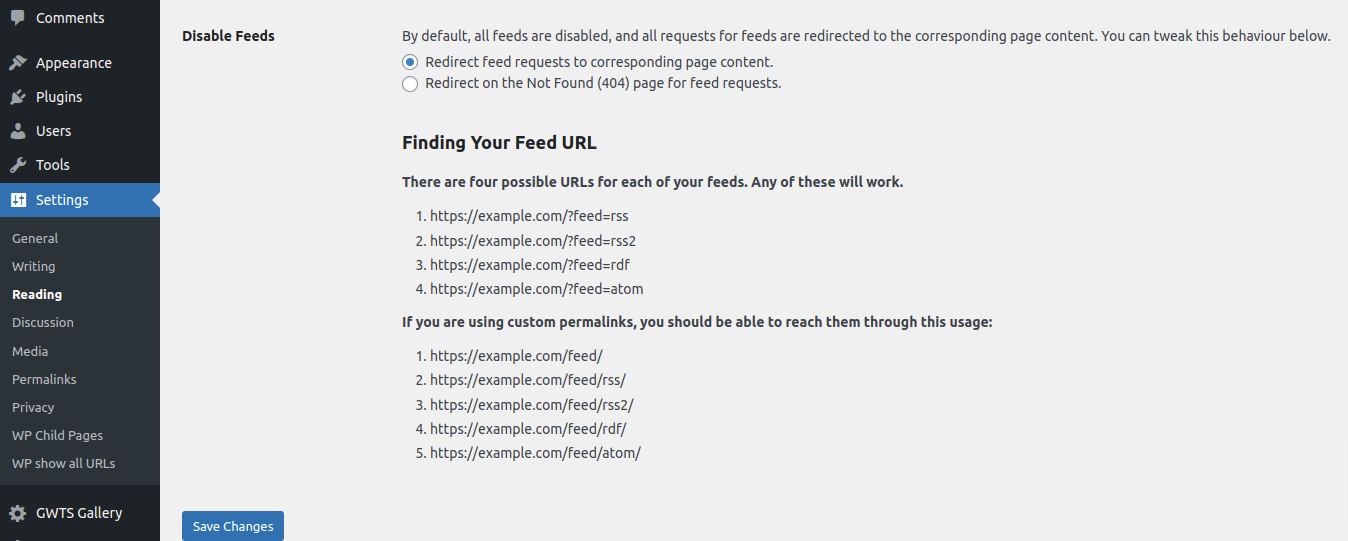 Comments
Appearance
Plugins
Users
Tools
Settings
General
Writing
Reading
Discussion
Media
Permalinks
Privacy
WP Child Pages
WP show all URLs
GWTS Gallery
Disable Feeds
By default, all feeds are disabled, and all requests for feeds are redirected to the corresponding page content. You can tweak this behaviour below.
Redirect feed requests to corresponding page content.
Redirect on the Not Found (404) page for feed requests.
Finding Your Feed URL
There are four possible URLs for each of your feeds. Any of these will work.
1. https://example.com/?feed=rss
2. https://example.com/?feed=rss2
3. https://example.com/?feed=rdf
4. https://example.com/?feed=atom
If you are using custom permalinks, you should be able to reach them through this usage:
1. https://example.com/feed/
2. https://example.com/feed/rss/
3. https://example.com/feed/rss2/
4. https://example.com/feed/rdf/
5. https://example.com/feed/atom/
Save Changes